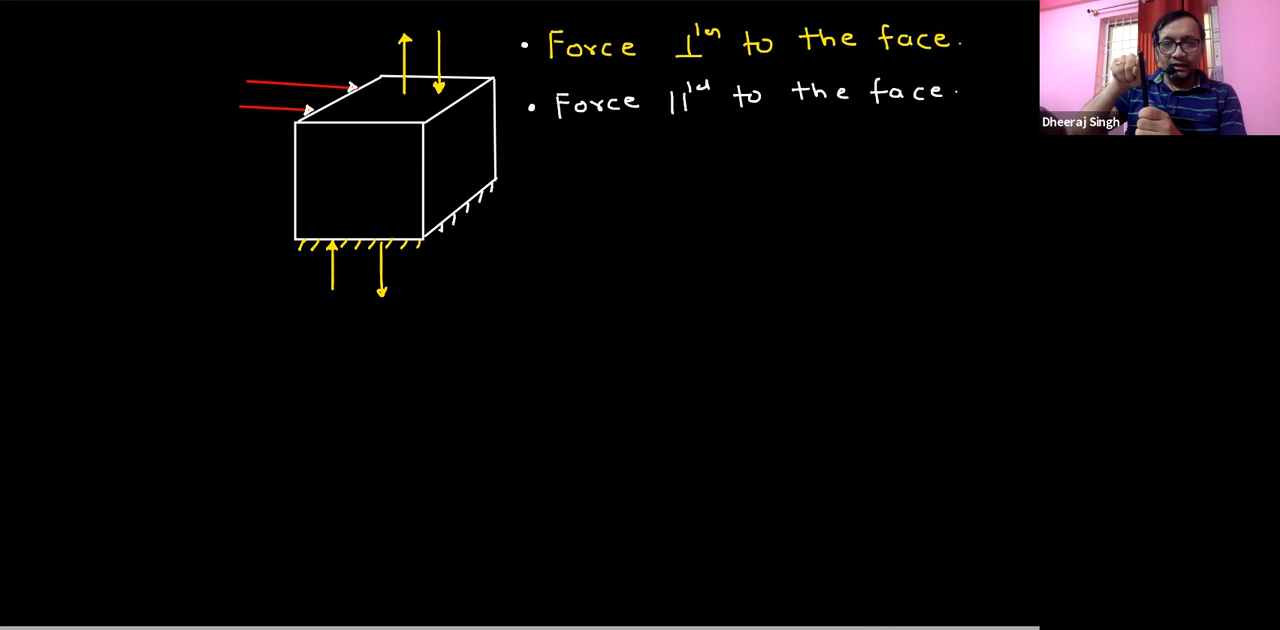 • Force ⊥lar to the face.
• Force ||lel to the face.
Dheeraj Singh